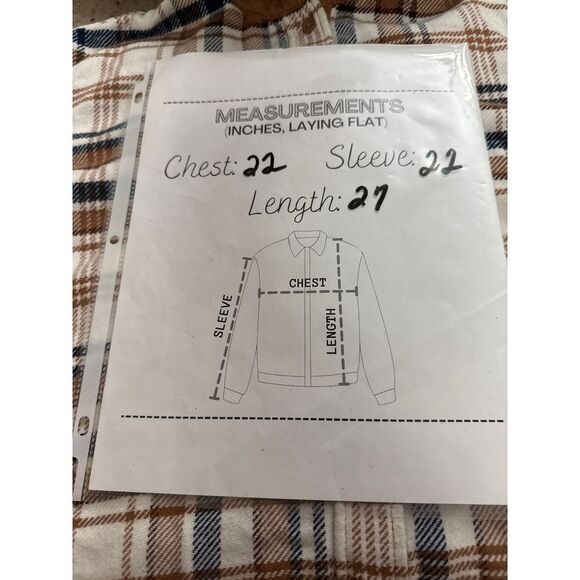 MEASUREMENTS
(INCHES, LAYING FLAT)
Chest: 22 Sleeve: 22
Length: 27
CHEST
SLEEVE
LENGTH